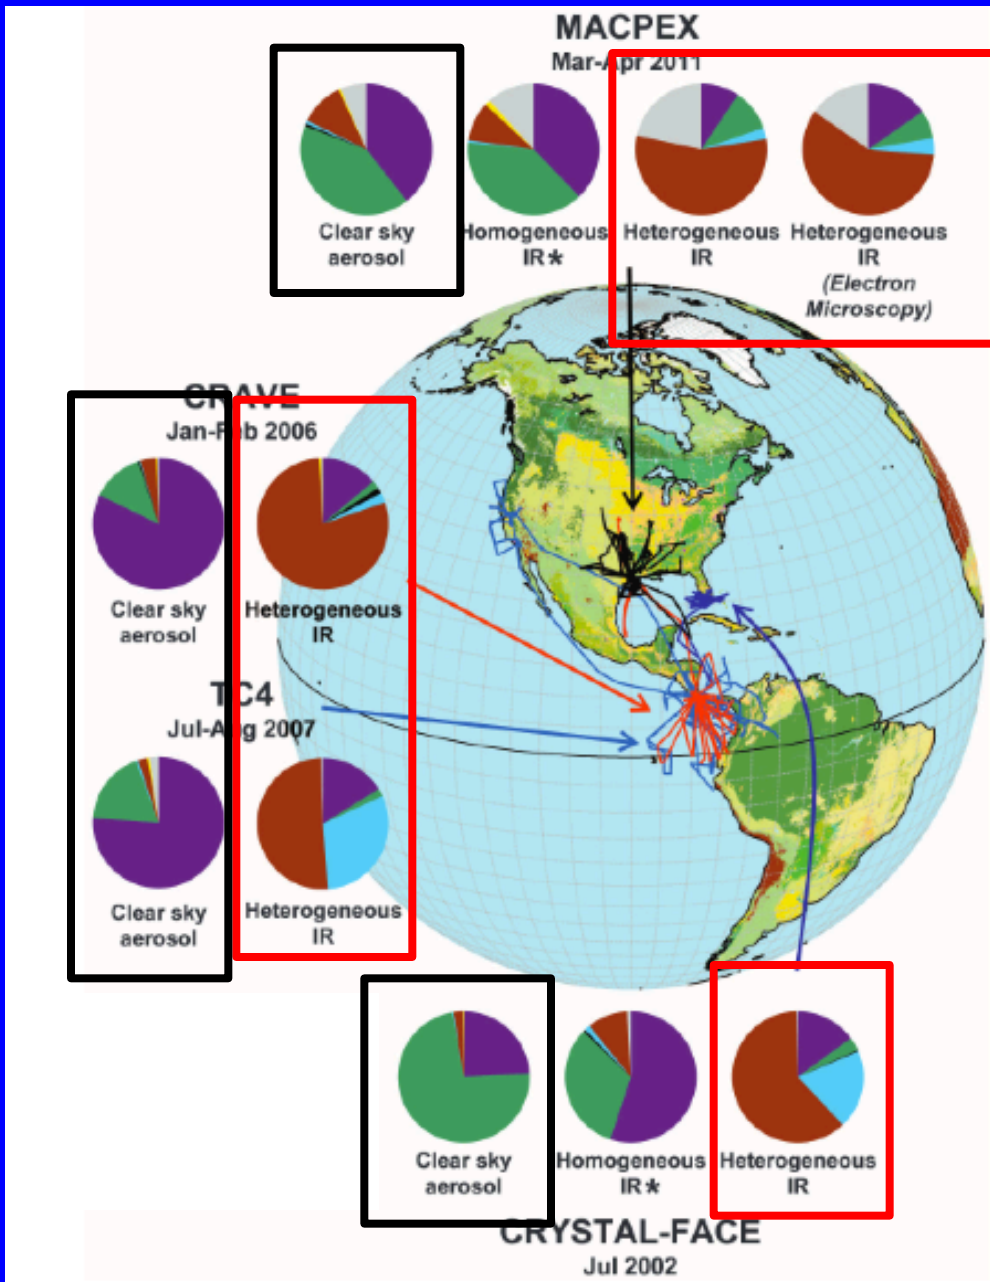 MACPEX
Mar-Apr 2011
Clear sky
aerosol
Homogeneous
IR*
Heterogeneous
IR
Heterogeneous
IR
(Electron
Microscopy)
CRAVE
Jan-Feb 2006
Clear sky
aerosol
Heterogeneous
IR
TC4
Jul-Aug 2007
Clear sky
aerosol
Heterogeneous
IR
Clear sky
aerosol
Homogeneous
IR*
Heterogeneous
IR
CRYSTAL-FACE
Jul 2002